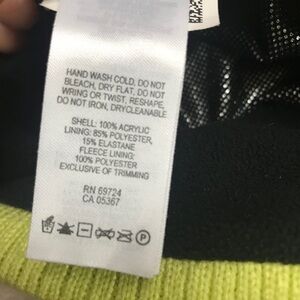 HAND WASH COLD, DO NOT
BLEACH, DRY FLAT, DO NOT
WRING OR TWIST, RESHAPE,
DO NOT IRON, DRYCLEANABLE
SHELL: 100% ACRYLIC
LINING: 85% POLYESTER,
15% ELASTANE
FLEECE LINING:
100% POLYESTER
EXCLUSIVE OF TRIMMING
RN 69724
CA 05367
P